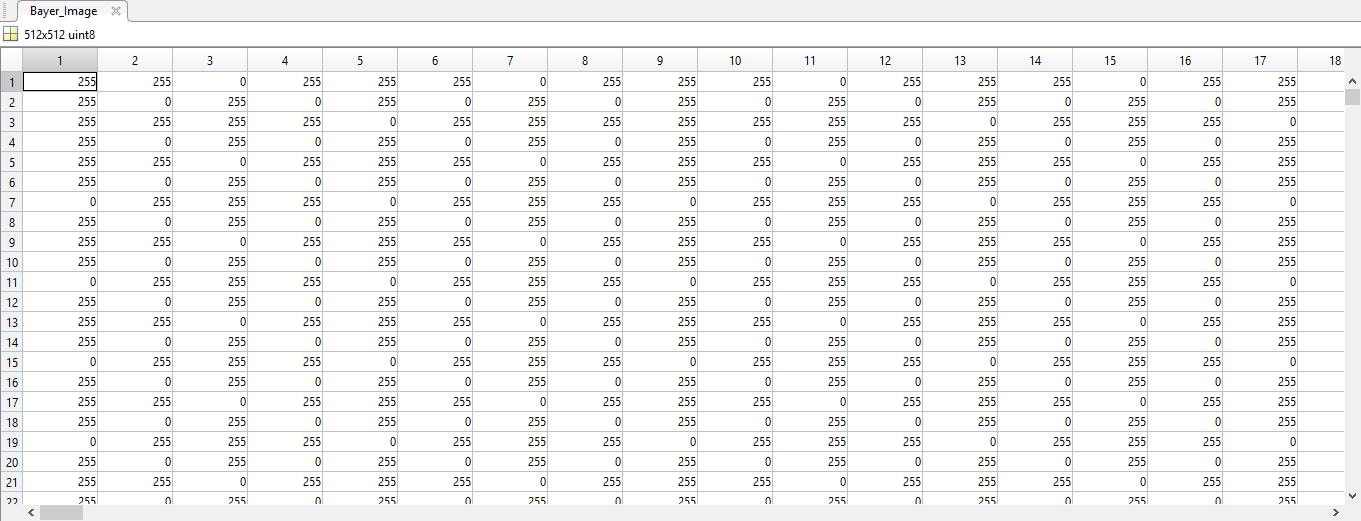 Bayer_Image
512x512 uint8
1 2 3 4 5 6 7 8 9 10 11 12 13 14 15 16 17 18
1 255 255 0 255 255 255 0 255 255 255 0 255 255 255 0 255 255
2 255 0 255 0 255 0 255 0 255 0 255 0 255 0 255 0 255
3 255 255 255 255 0 255 255 255 255 255 255 255 0 255 255 255 0
4 255 0 255 0 255 0 255 0 255 0 255 0 255 0 255 0 255
5 255 255 0 255 255 255 0 255 255 255 0 255 255 255 0 255 255
6 255 0 255 0 255 0 255 0 255 0 255 0 255 0 255 0 255
7 0 255 255 255 0 255 255 255 0 255 255 255 0 255 255 255 0
8 255 0 255 0 255 0 255 0 255 0 255 0 255 0 255 0 255
9 255 255 0 255 255 255 0 255 255 255 0 255 255 255 0 255 255
10 255 0 255 0 255 0 255 0 255 0 255 0 255 0 255 0 255
11 0 255 255 255 0 255 255 255 0 255 255 255 0 255 255 255 0
12 255 0 255 0 255 0 255 0 255 0 255 0 255 0 255 0 255
13 255 255 0 255 255 255 0 255 255 255 0 255 255 255 0 255 255
14 255 0 255 0 255 0 255 0 255 0 255 0 255 0 255 0 255
15 0 255 255 255 0 255 255 255 0 255 255 255 0 255 255 255 0
16 255 0 255 0 255 0 255 0 255 0 255 0 255 0 255 0 255
17 255 255 0 255 255 255 0 255 255 255 0 255 255 255 0 255 255
18 255 0 255 0 255 0 255 0 255 0 255 0 255 0 255 0 255
19 0 255 255 255 0 255 255 255 0 255 255 255 0 255 255 255 0
20 255 0 255 0 255 0 255 0 255 0 255 0 255 0 255 0 255
21 255 255 0 255 255 255 0 255 255 255 0 255 255 255 0 255 255
22 255 0 255 0 255 0 255 0 255 0 255 0 255 0 255 0 255